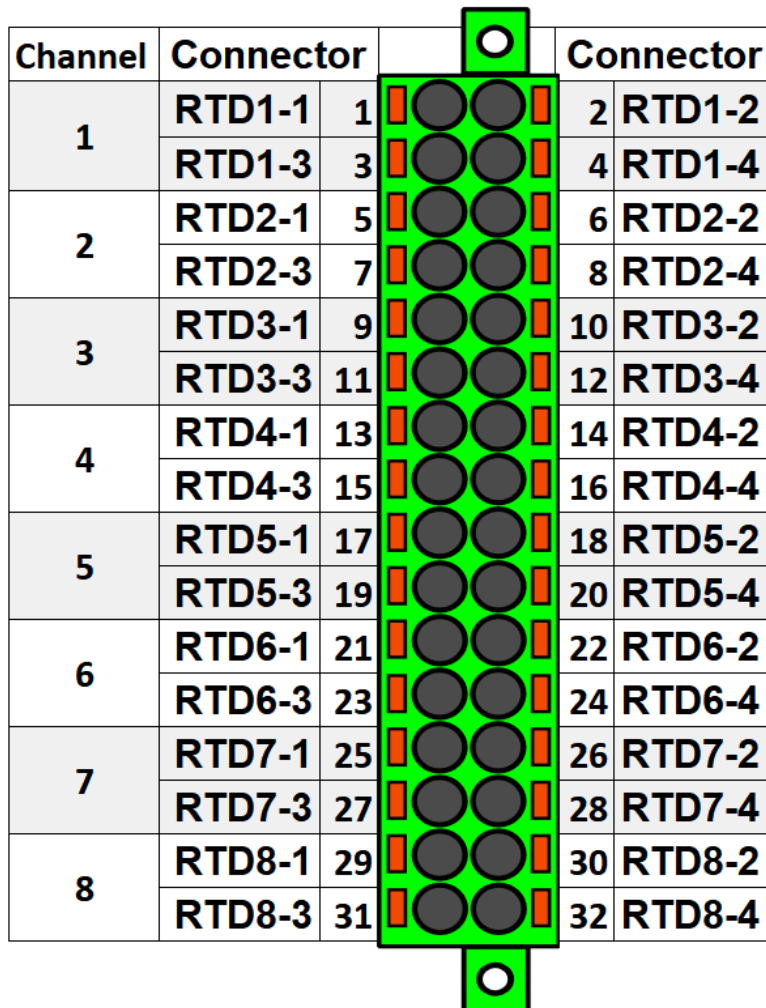 Channel Connector Connector
1
RTD1-1 1 2 RTD1-2
RTD1-3 3 4 RTD1-4
2
RTD2-1 5 6 RTD2-2
RTD2-3 7 8 RTD2-4
3
RTD3-1 9 10 RTD3-2
RTD3-3 11 12 RTD3-4
4
RTD4-1 13 14 RTD4-2
RTD4-3 15 16 RTD4-4
5
RTD5-1 17 18 RTD5-2
RTD5-3 19 20 RTD5-4
6
RTD6-1 21 22 RTD6-2
RTD6-3 23 24 RTD6-4
7
RTD7-1 25 26 RTD7-2
RTD7-3 27 28 RTD7-4
8
RTD8-1 29 30 RTD8-2
RTD8-3 31 32 RTD8-4